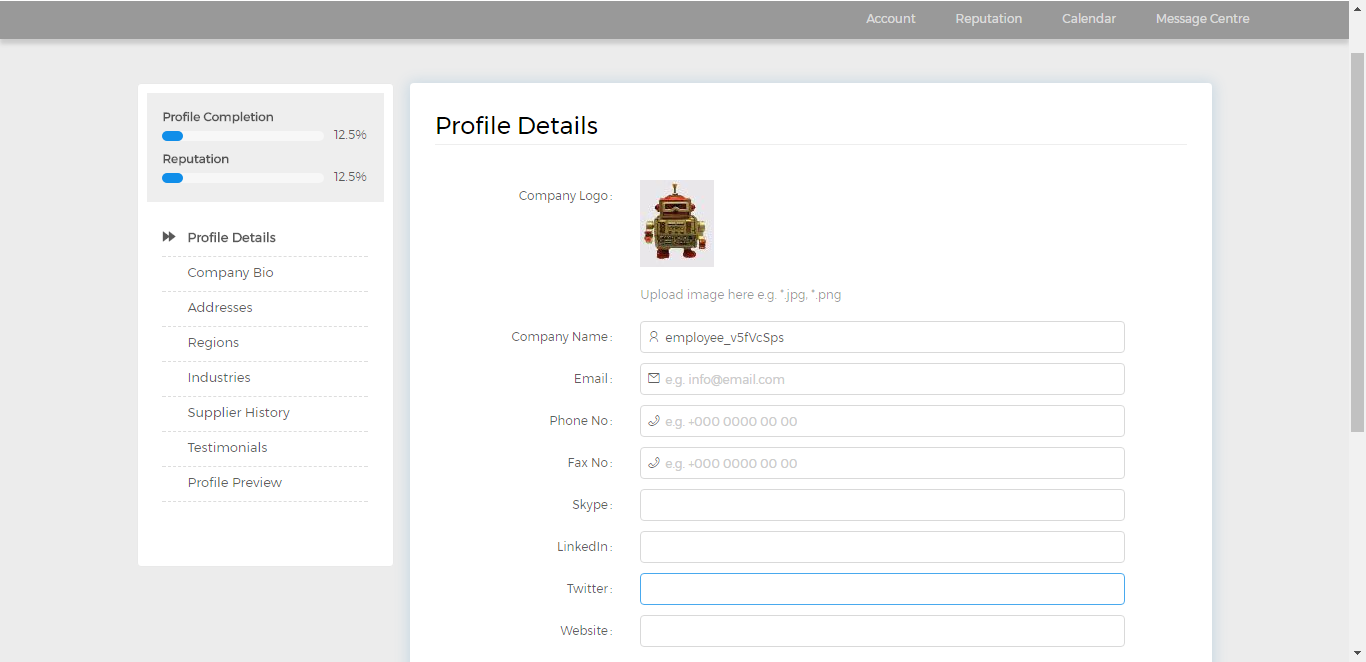 Account Reputation Calendar Message Centre
Profile Completion
12.5%
Reputation
12.5%
Profile Details
Company Bio
Addresses
Regions
Industries
Supplier History
Testimonials
Profile Preview
Profile Details
Company Logo :
Upload image here e.g. *.jpg, *.png
Company Name : employee_v5fVcSps
Email : e.g. info@email.com
Phone No : e.g. +000 0000 00 00
Fax No : e.g. +000 0000 00 00
Skype :
LinkedIn :
Twitter :
Website :